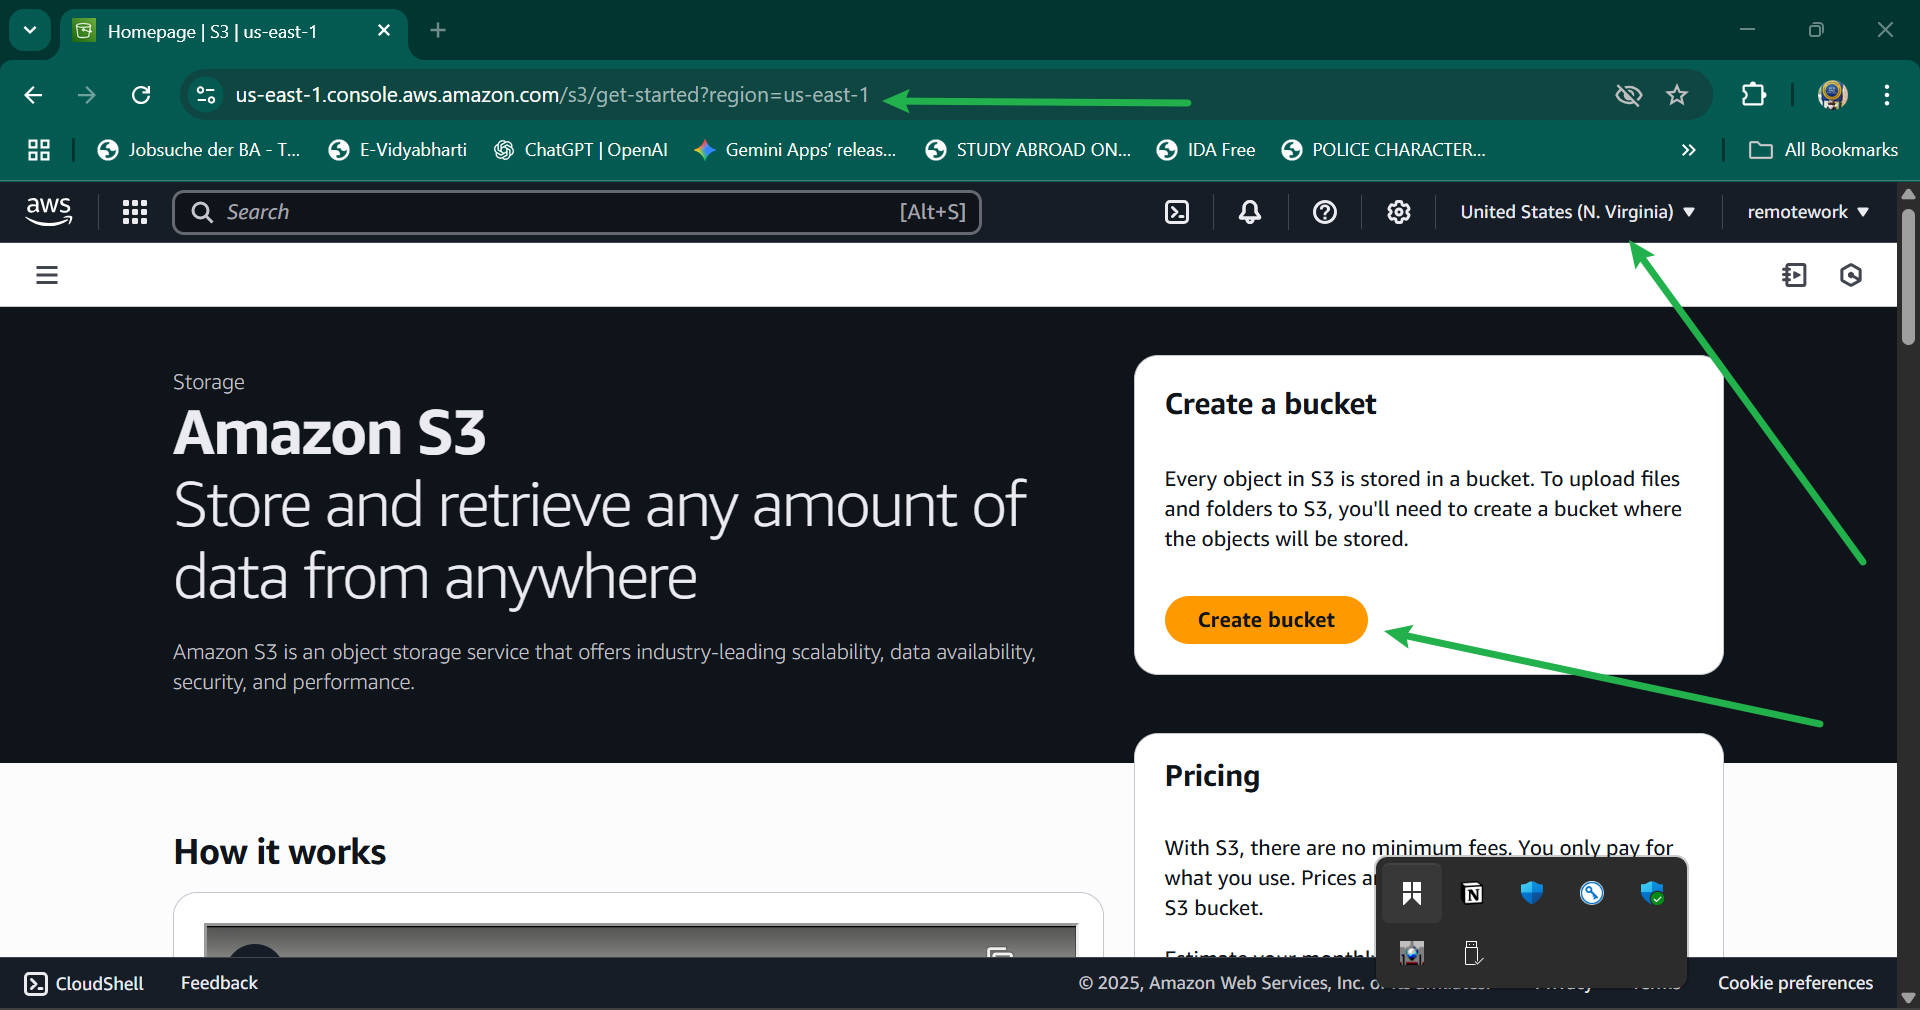 Homepage | S3 | us-east-1
us-east-1.console.aws.amazon.com/s3/get-started?region=us-east-1
Jobsuche der BA - T... E-Vidyabharti ChatGPT | OpenAI Gemini Apps' releas... STUDY ABROAD ON... IDA Free POLICE CHARACTER... All Bookmarks
aws Search [Alt+S] United States (N. Virginia) remotework
Storage
Amazon S3
Store and retrieve any amount of
data from anywhere
Amazon S3 is an object storage service that offers industry-leading scalability, data availability,
security, and performance.
Create a bucket
Every object in S3 is stored in a bucket. To upload files
and folders to S3, you'll need to create a bucket where
the objects will be stored.
Create bucket
Pricing
With S3, there are no minimum fees. You only pay for
what you use. Prices
S3 bucket.
Estimate your monthly
How it works
CloudShell Feedback © 2025, Amazon Web Services, Inc. Cookie preferences